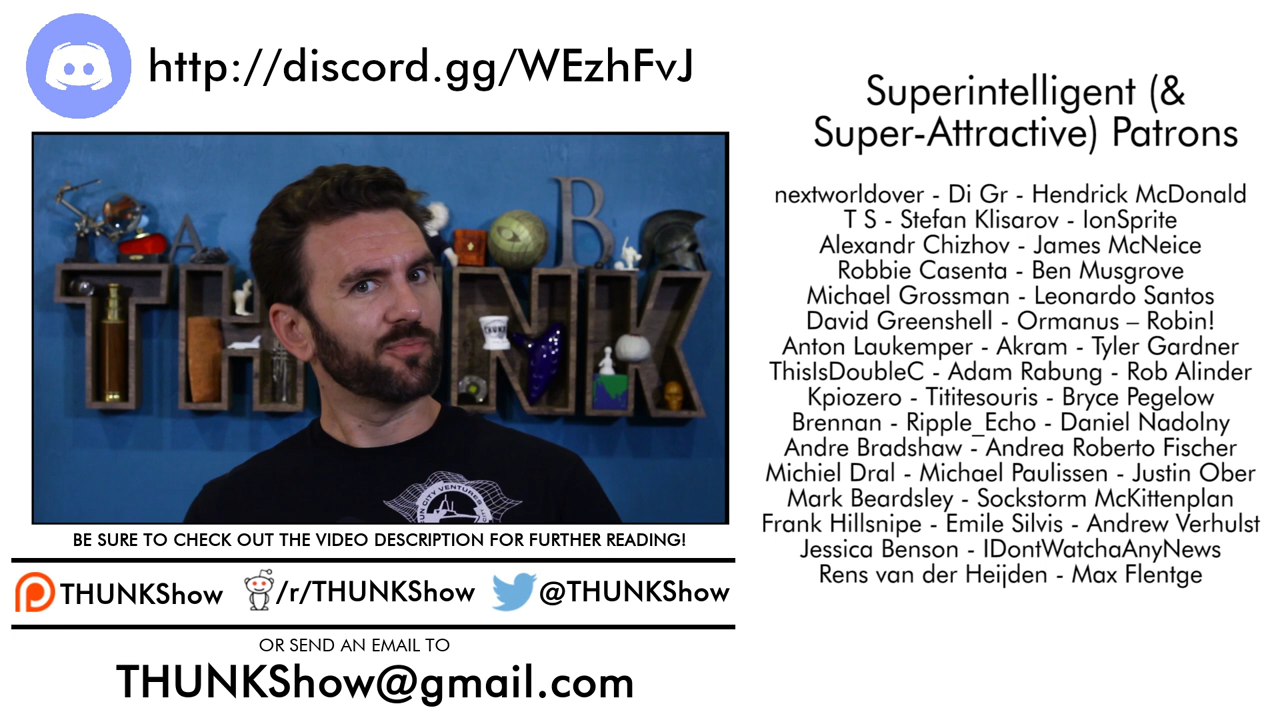 http://discord.gg/WEzhFvJ
A
B
THUNK
BE SURE TO CHECK OUT THE VIDEO DESCRIPTION FOR FURTHER READING!
THUNKShow
/r/THUNKShow
@THUNKShow
OR SEND AN EMAIL TO
THUNKShow@gmail.com
Superintelligent (&
Super-Attractive) Patrons
nextworldover - Di Gr - Hendrick McDonald
T S - Stefan Klisarov - IonSprite
Alexandr Chizhov - James McNeice
Robbie Casenta - Ben Musgrove
Michael Grossman - Leonardo Santos
David Greenshell - Ormanus – Robin!
Anton Laukemper - Akram - Tyler Gardner
ThisIsDoubleC - Adam Rabung - Rob Alinder
Kpiozero - Tititesouris - Bryce Pegelow
Brennan - Ripple_Echo - Daniel Nadolny
Andre Bradshaw - Andrea Roberto Fischer
Michiel Dral - Michael Paulissen - Justin Ober
Mark Beardsley - Sockstorm McKittenplan
Frank Hillsnipe - Emile Silvis - Andrew Verhulst
Jessica Benson - IDontWatchaAnyNews
Rens van der Heijden - Max Flentge